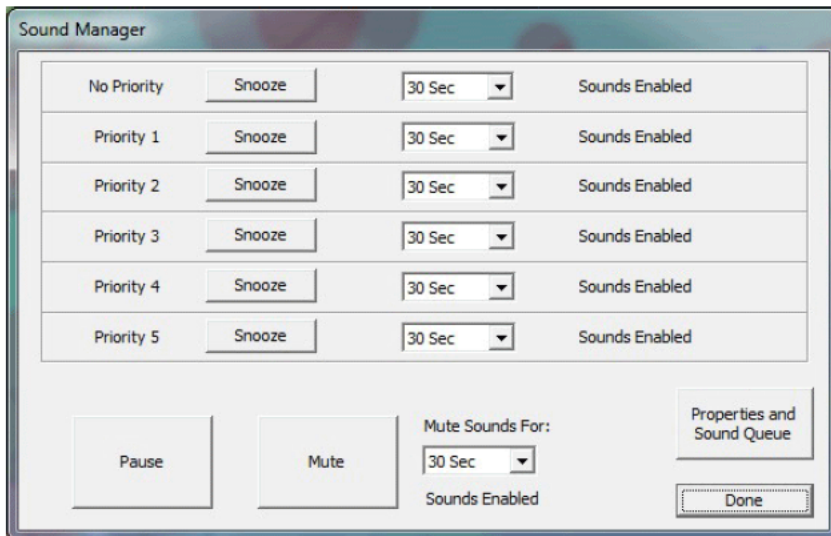 Sound Manager
No Priority Snooze 30 Sec Sounds Enabled
Priority 1 Snooze 30 Sec Sounds Enabled
Priority 2 Snooze 30 Sec Sounds Enabled
Priority 3 Snooze 30 Sec Sounds Enabled
Priority 4 Snooze 30 Sec Sounds Enabled
Priority 5 Snooze 30 Sec Sounds Enabled
Pause
Mute
Mute Sounds For:
30 Sec
Sounds Enabled
Properties and
Sound Queue
Done